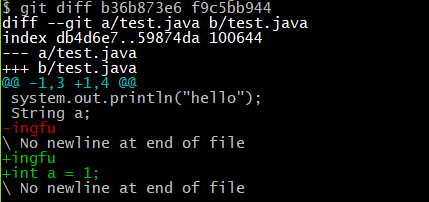 $ git diff b36b873e6 f9c5bb944
diff --git a/test.java b/test.java
index db4d6e7..59874da 100644
--- a/test.java
+++ b/test.java
@@ -1,3 +1,4 @@
 system.out.println("hello");
 String a;
-ingfu
\ No newline at end of file
+ingfu
+int a = 1;
\ No newline at end of file